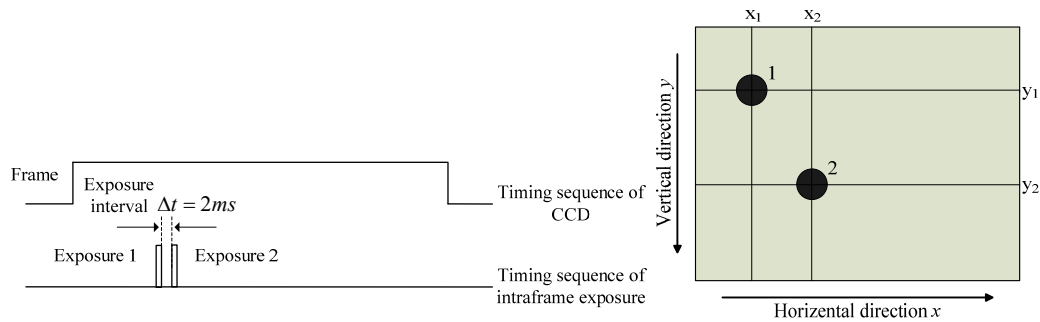 Frame
Exposure
interval Δt = 2ms
Exposure 1
Exposure 2
Timing sequence of
CCD
Timing sequence of
intraframe exposure
x₁
x₂
1
y₁
2
y₂
Vertical direction y
Horizental direction x